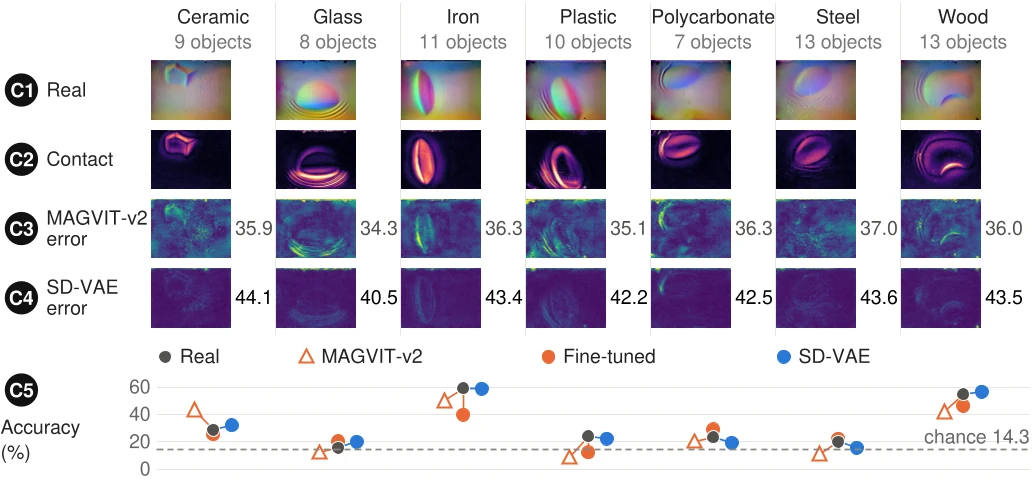 Ceramic Glass Iron Plastic Polycarbonate Steel Wood
9 objects 8 objects 11 objects 10 objects 7 objects 13 objects 13 objects
C1 Real
C2 Contact
C3 MAGVIT-v2 error 35.9 34.3 36.3 35.1 36.3 37.0 36.0
C4 SD-VAE error 44.1 40.5 43.4 42.2 42.5 43.6 43.5
Real MAGVIT-v2 Fine-tuned SD-VAE
C5
Accuracy
(%)
60
40
20
0
chance 14.3